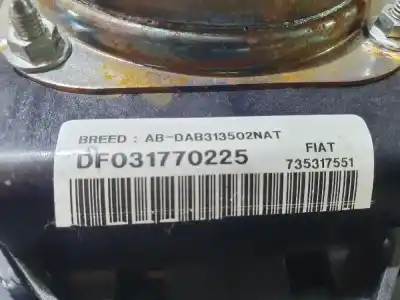 BREED : AB-DAB313502NAT
DF031770225
FIAT
735317551